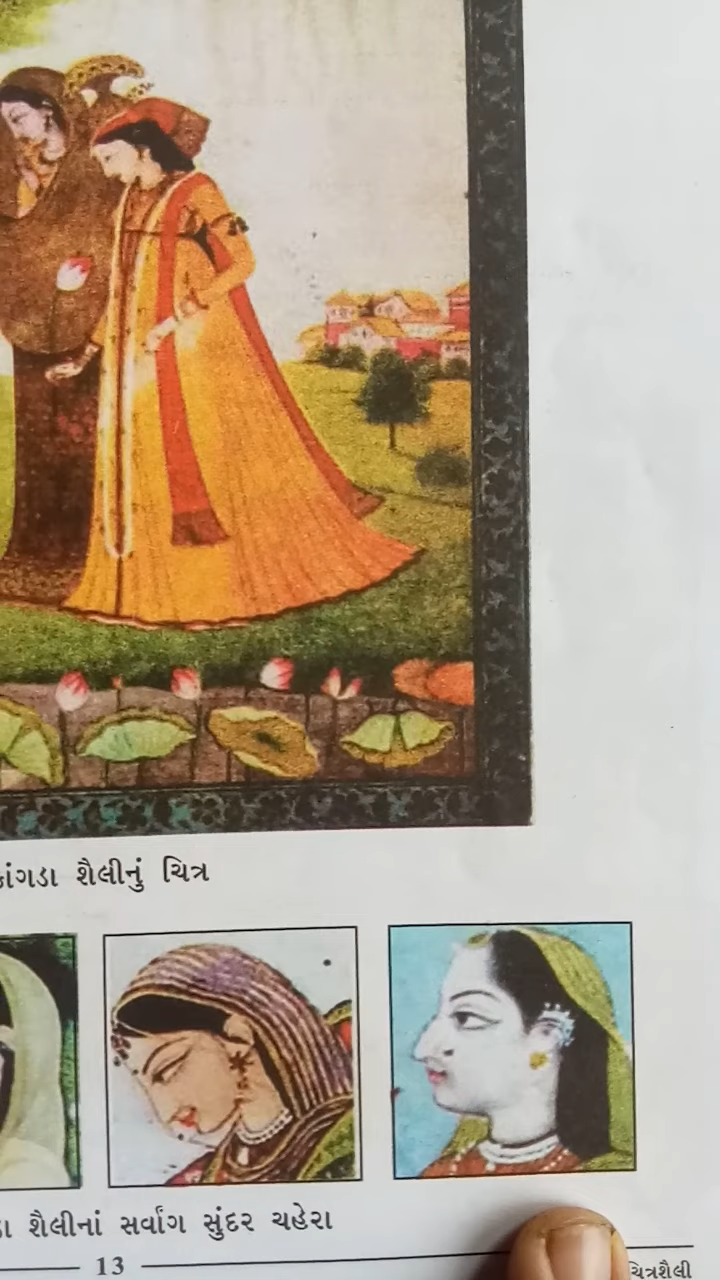 કાંગડા શૈલીનું ચિત્ર
શૈલીનાં સર્વાંગ સુંદર ચહેરા
13
ચિત્રશૈલી